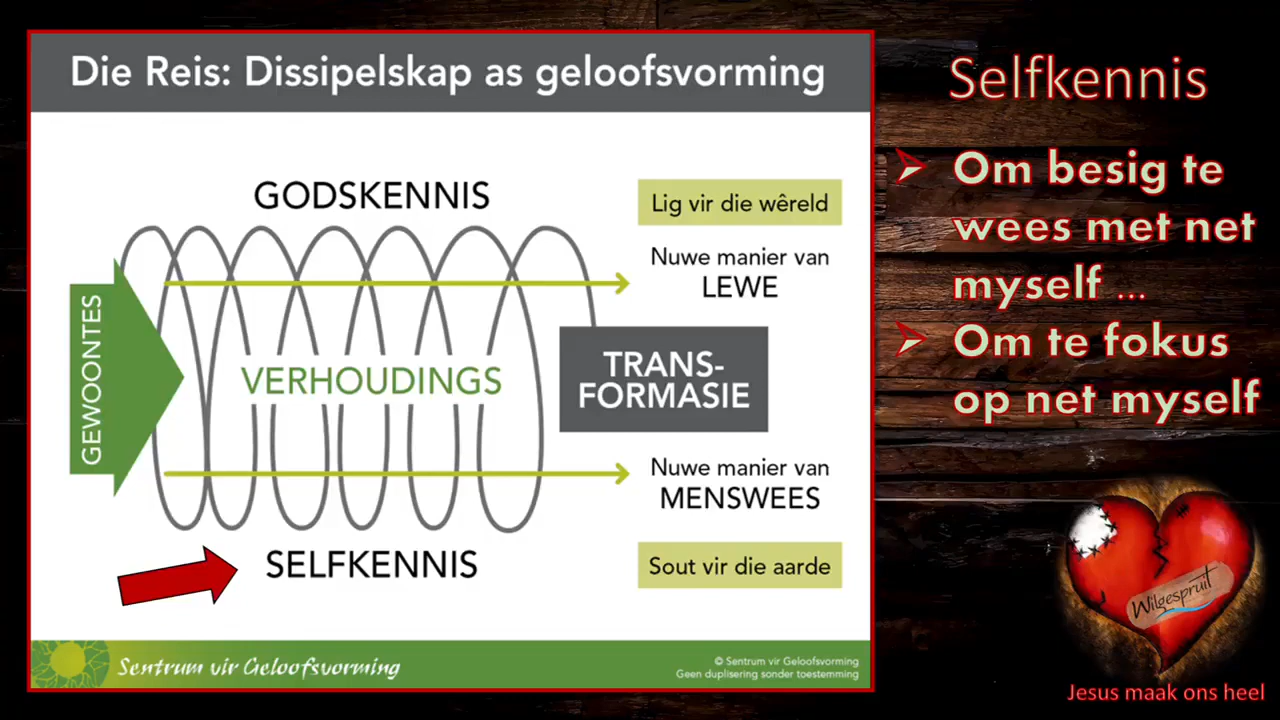 Die Reis: Dissipelskap as geloofsvorming
GODSKENNIS
Lig vir die wêreld
Nuwe manier van
LEWE
GEWOONTES
VERHOUDINGS
TRANS-
FORMASIE
Nuwe manier van
MENSWEES
SELFKENNIS
Sout vir die aarde
Sentrum vir Geloofsvorming
© Sentrum vir Geloofsvorming
Geen duplisering sonder toestemming
Selfkennis
Om besig te
wees met net
myself ...
Om te fokus
op net myself
Wilgespruit
Jesus maak ons heel